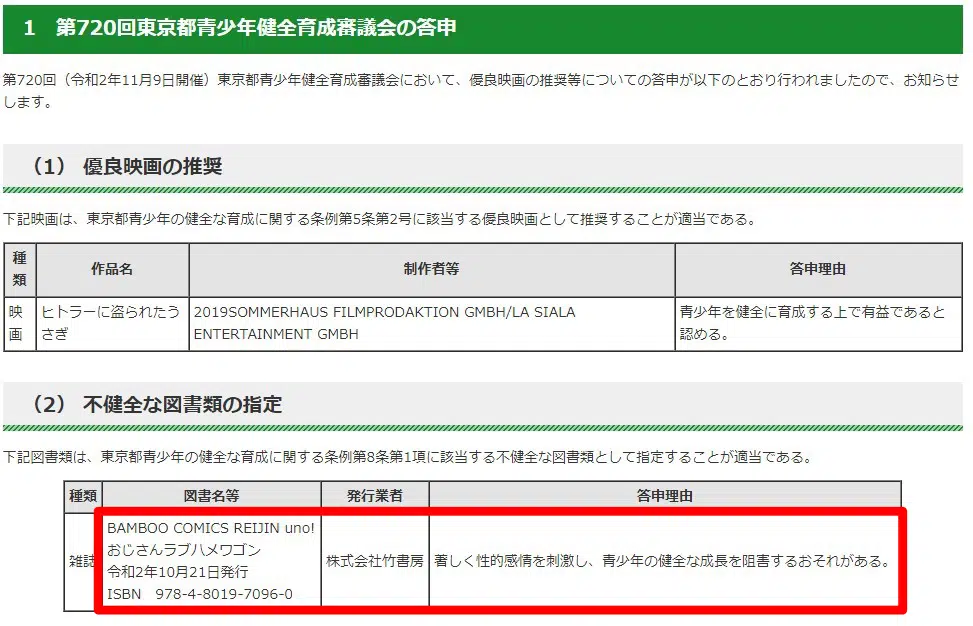 1 第720回東京都青少年健全育成審議会の答申
第720回（令和2年11月9日開催）東京都青少年健全育成審議会において、優良映画の推奨等についての答申が以下のとおり行われましたので、お知らせ
します。
（1） 優良映画の推奨
下記映画は、東京都青少年の健全な育成に関する条例第5条第2号に該当する優良映画として推奨することが適当である。
種類 作品名 制作者等 答申理由
映画 ヒトラーに盗られたう 2019SOMMERHAUS FILMPRODAKTION GMBH/LA SIALA 青少年を健全に育成する上で有益であると
さぎ ENTERTAINMENT GMBH 認める。
（2） 不健全な図書類の指定
下記図書類は、東京都青少年の健全な育成に関する条例第8条第1項に該当する不健全な図書類として指定することが適当である。
種類 図書名等 発行業者 答申理由
雑誌
BAMBOO COMICS REIJIN uno!
おじさんラブハメワゴン
令和2年10月21日発行
ISBN 978-4-8019-7096-0
株式会社竹書房
著しく性的感情を刺激し、青少年の健全な成長を阻害するおそれがある。